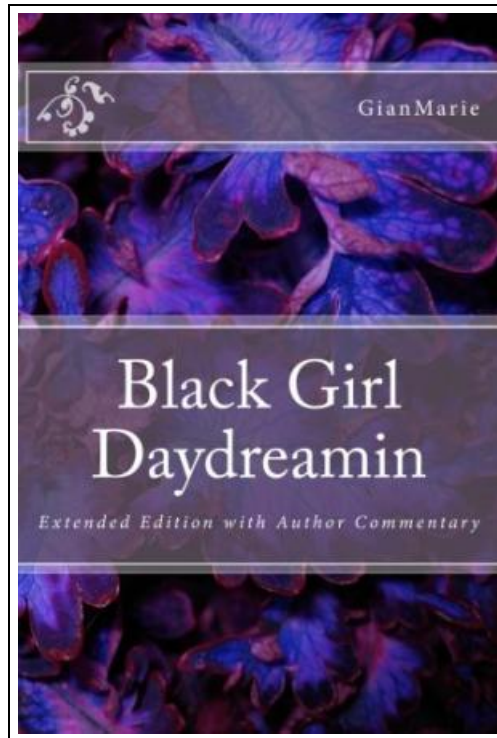 GianMarie
Black Girl
Daydreamin
Extended Edition with Author Commentary